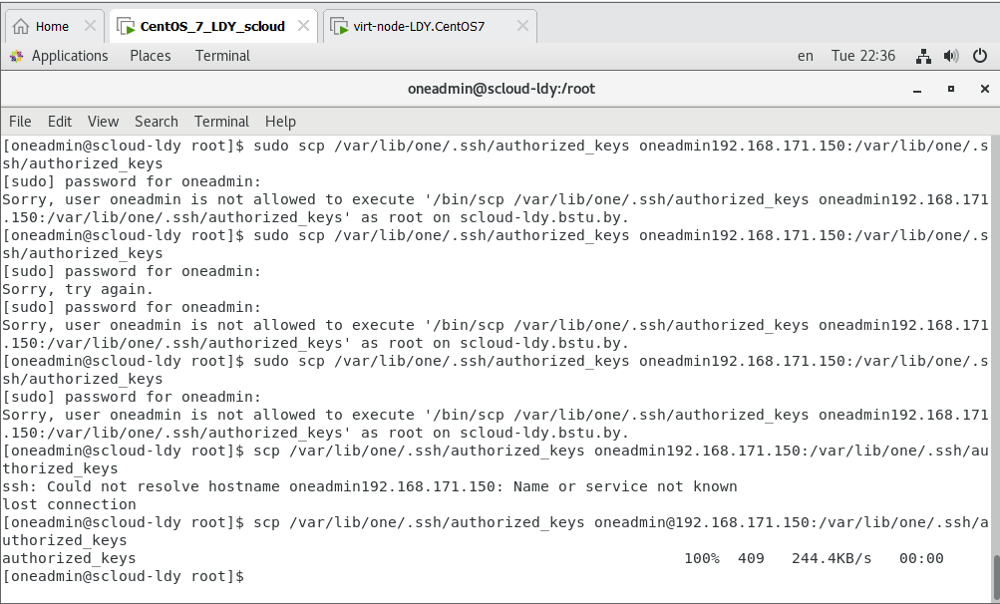 Home
CentOS_7_LDY_scloud
virt-node-LDY.CentOS7
Applications Places Terminal en Tue 22:36
oneadmin@scloud-ldy:/root
File Edit View Search Terminal Help
[oneadmin@scloud-ldy root]$ sudo scp /var/lib/one/.ssh/authorized_keys oneadmin192.168.171.150:/var/lib/one/.s
sh/authorized_keys
[sudo] password for oneadmin:
Sorry, user oneadmin is not allowed to execute '/bin/scp /var/lib/one/.ssh/authorized_keys oneadmin192.168.171
.150:/var/lib/one/.ssh/authorized_keys' as root on scloud-ldy.bstu.by.
[oneadmin@scloud-ldy root]$ sudo scp /var/lib/one/.ssh/authorized_keys oneadmin192.168.171.150:/var/lib/one/.s
sh/authorized_keys
[sudo] password for oneadmin:
Sorry, try again.
[sudo] password for oneadmin:
Sorry, user oneadmin is not allowed to execute '/bin/scp /var/lib/one/.ssh/authorized_keys oneadmin192.168.171
.150:/var/lib/one/.ssh/authorized_keys' as root on scloud-ldy.bstu.by.
[oneadmin@scloud-ldy root]$ sudo scp /var/lib/one/.ssh/authorized_keys oneadmin192.168.171.150:/var/lib/one/.s
sh/authorized_keys
[sudo] password for oneadmin:
Sorry, user oneadmin is not allowed to execute '/bin/scp /var/lib/one/.ssh/authorized_keys oneadmin192.168.171
.150:/var/lib/one/.ssh/authorized_keys' as root on scloud-ldy.bstu.by.
[oneadmin@scloud-ldy root]$ scp /var/lib/one/.ssh/authorized_keys oneadmin192.168.171.150:/var/lib/one/.ssh/au
thorized_keys
ssh: Could not resolve hostname oneadmin192.168.171.150: Name or service not known
lost connection
[oneadmin@scloud-ldy root]$ scp /var/lib/one/.ssh/authorized_keys oneadmin@192.168.171.150:/var/lib/one/.ssh/a
uthorized_keys
authorized_keys 100% 409 244.4KB/s 00:00
[oneadmin@scloud-ldy root]$